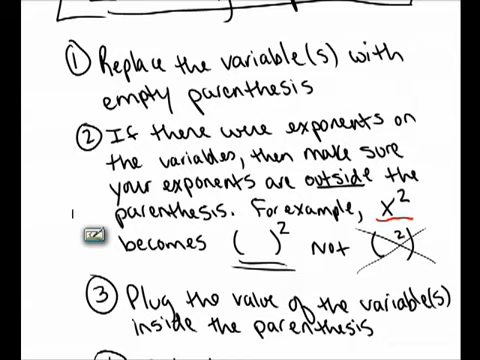 ① Replace the variable(s) with
empty parenthesis
② If there were exponents on
the variables, then make sure
your exponents are outside the
parenthesis. For example, x²
becomes ( )² not ( ²)
③ Plug the value of the variable(s)
inside the parenthesis